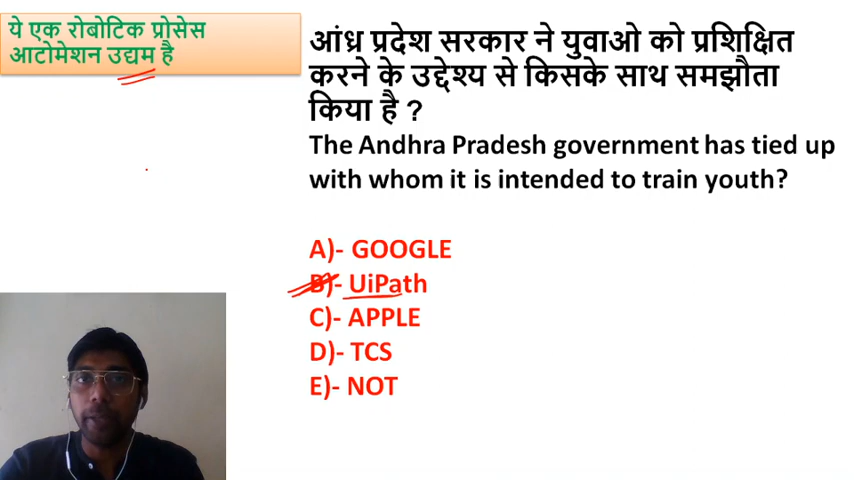 ये एक रोबोटिक प्रोसेस
आटोमेशन उद्यम है
आंध्र प्रदेश सरकार ने युवाओ को प्रशिक्षित
करने के उद्देश्य से किसके साथ समझौता
किया है ?
The Andhra Pradesh government has tied up
with whom it is intended to train youth?
A)- GOOGLE
B)- UiPath
C)- APPLE
D)- TCS
E)- NOT